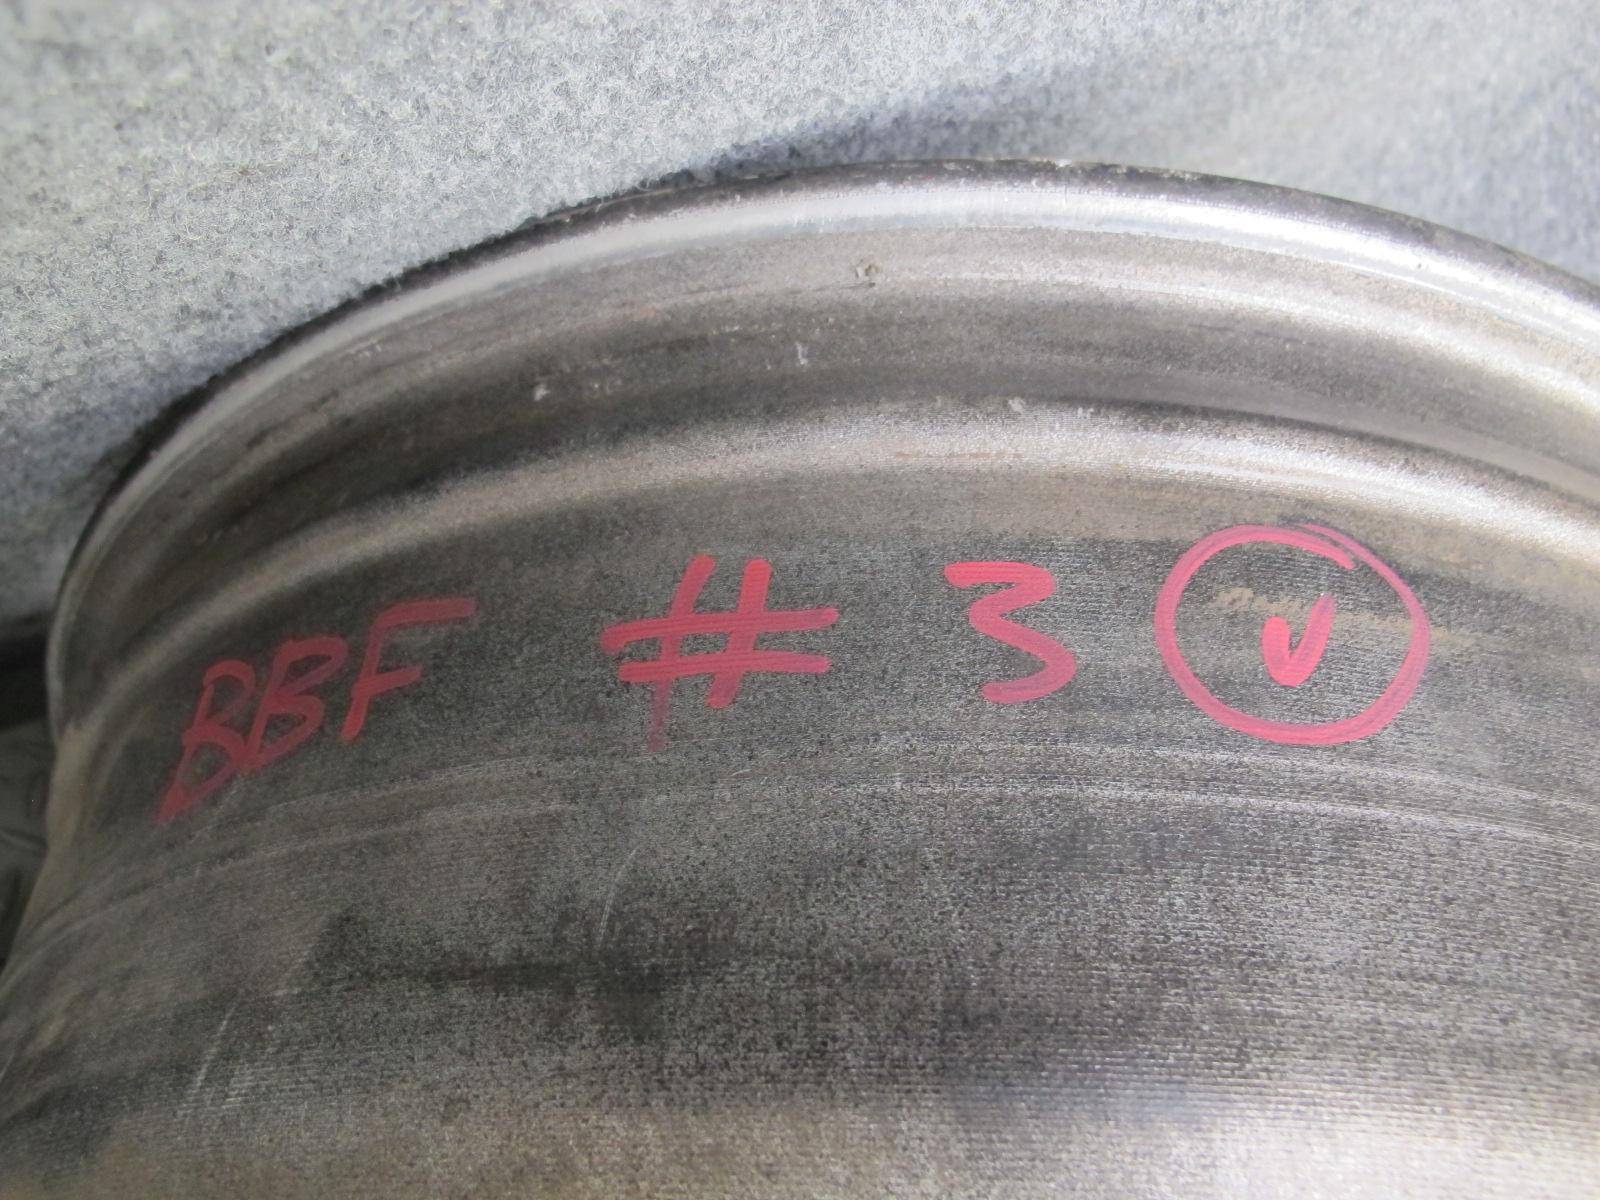 BBF # 3 ✓